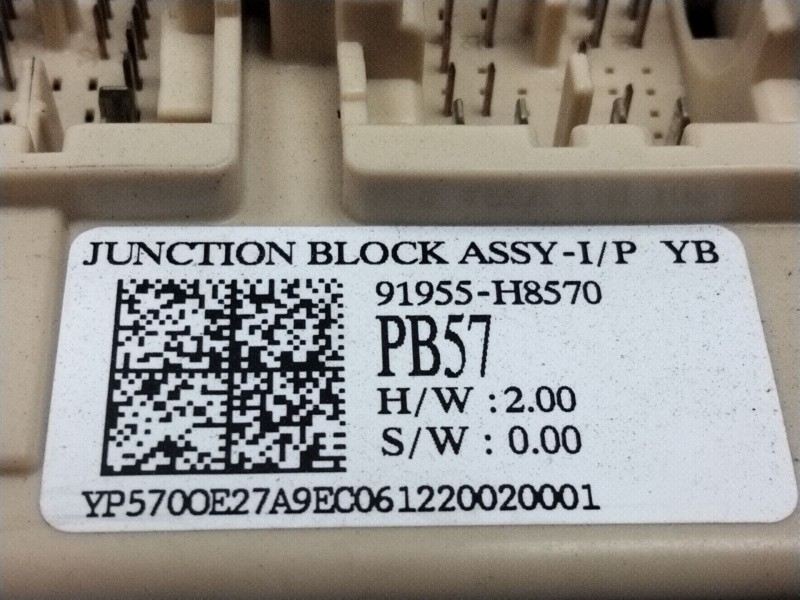 JUNCTION BLOCK ASSY-I/P YB
91955-H8570
PB57
H/W : 2.00
S/W : 0.00
YP5700E27A9EC061220020001